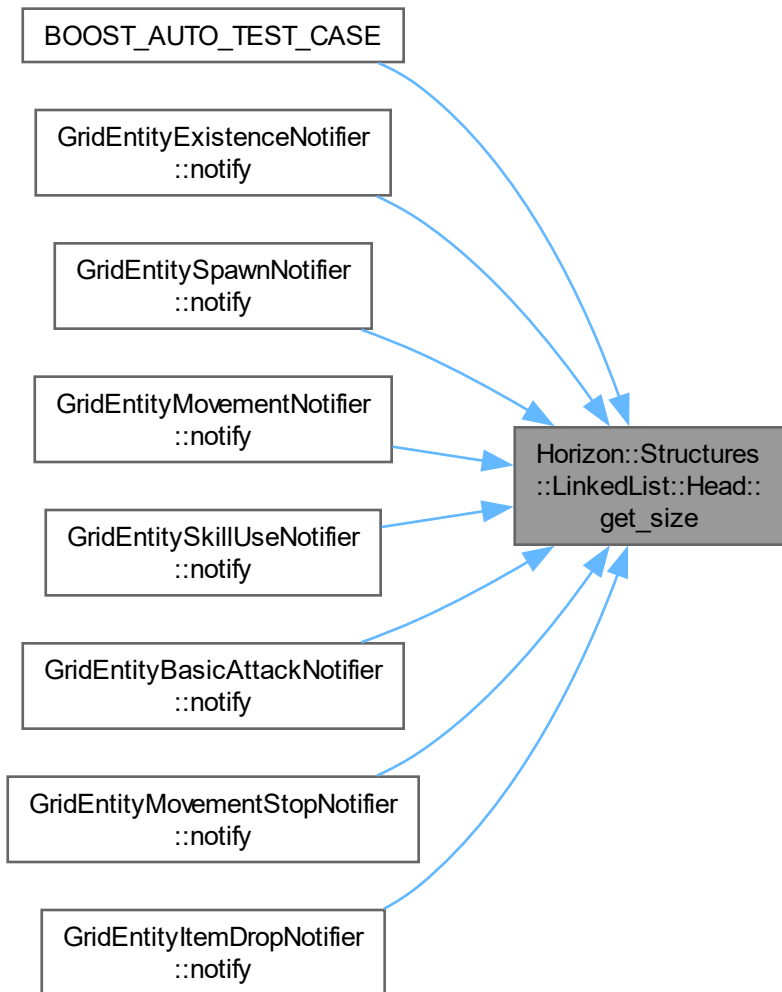 BOOST_AUTO_TEST_CASE
GridEntityExistenceNotifier
::notify
GridEntitySpawnNotifier
::notify
GridEntityMovementNotifier
::notify
GridEntitySkillUseNotifier
::notify
GridEntityBasicAttackNotifier
::notify
GridEntityMovementStopNotifier
::notify
GridEntityItemDropNotifier
::notify
Horizon::Structures
::LinkedList::Head::
get_size